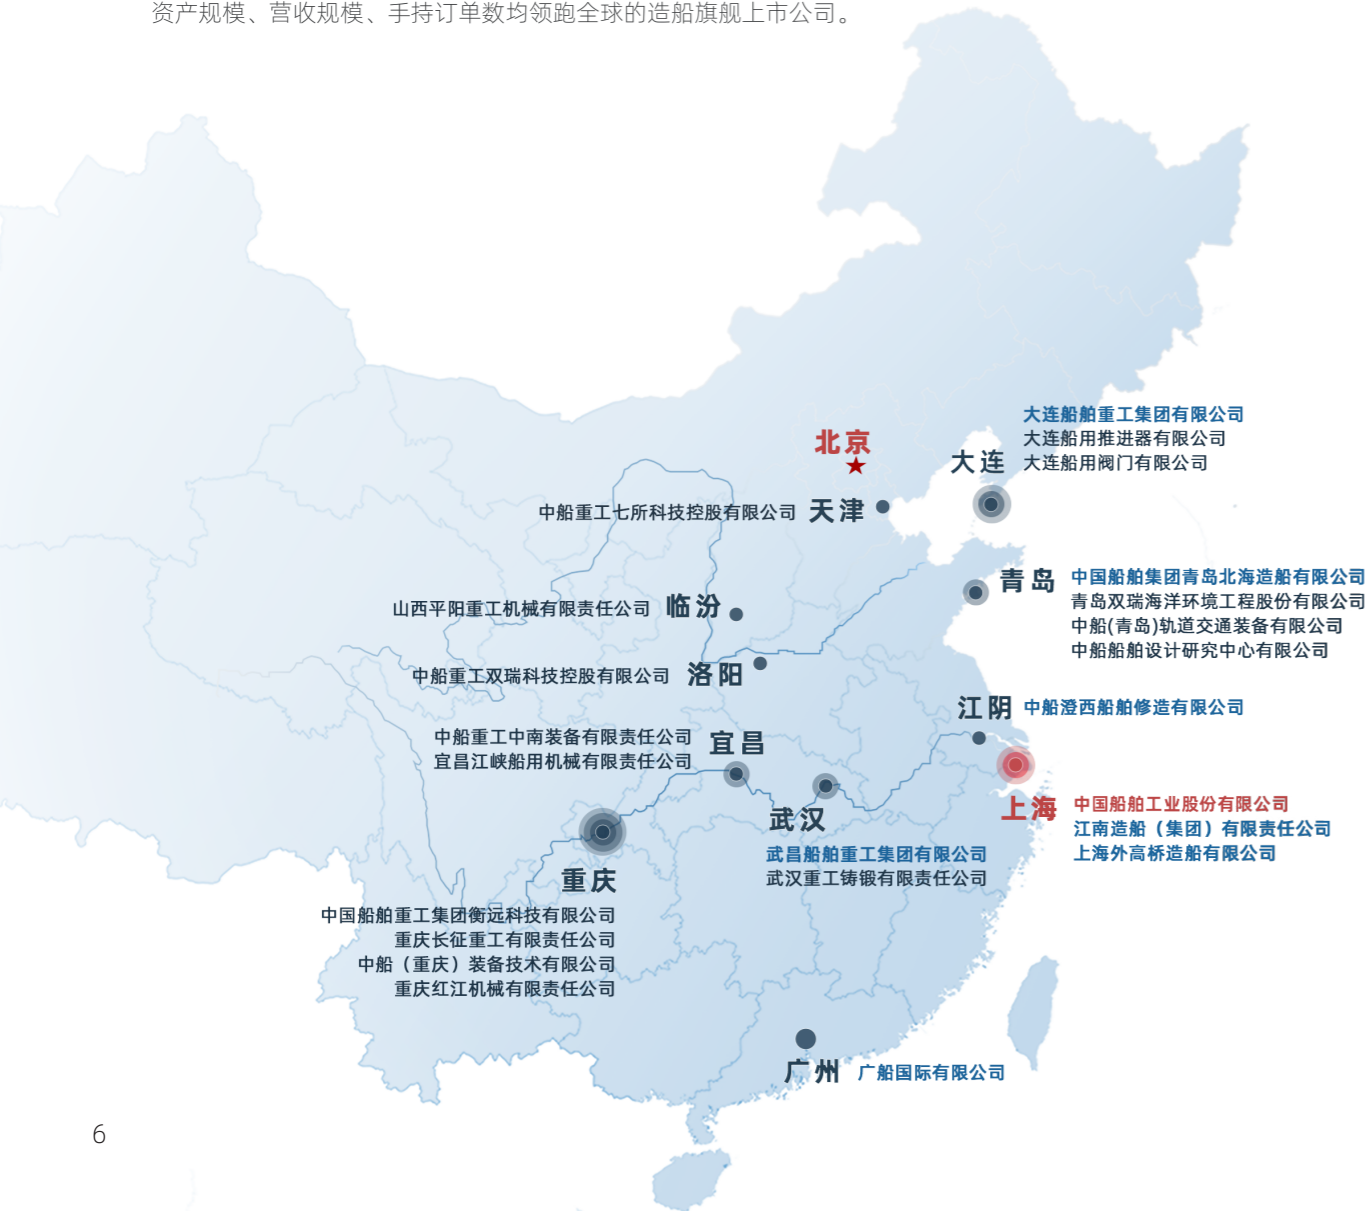 资产规模、营收规模、手持订单数均领跑全球的造船旗舰上市公司。
北京
大连
大连船舶重工集团有限公司
大连船用推进器有限公司
大连船用阀门有限公司
中船重工七所科技控股有限公司
天津
青岛
中国船舶集团青岛北海造船有限公司
青岛双瑞海洋环境工程股份有限公司
中船(青岛)轨道交通装备有限公司
中船船舶设计研究中心有限公司
山西平阳重工机械有限责任公司
临汾
中船重工双瑞科技控股有限公司
洛阳
江阴
中船澄西船舶修造有限公司
中船重工中南装备有限责任公司
宜昌江峡船用机械有限责任公司
宜昌
上海
中国船舶工业股份有限公司
江南造船（集团）有限责任公司
上海外高桥造船有限公司
武汉
武昌船舶重工集团有限公司
武汉重工铸锻有限责任公司
重庆
中国船舶重工集团衡远科技有限公司
重庆长征重工有限责任公司
中船（重庆）装备技术有限公司
重庆红江机械有限责任公司
广州
广船国际有限公司
6